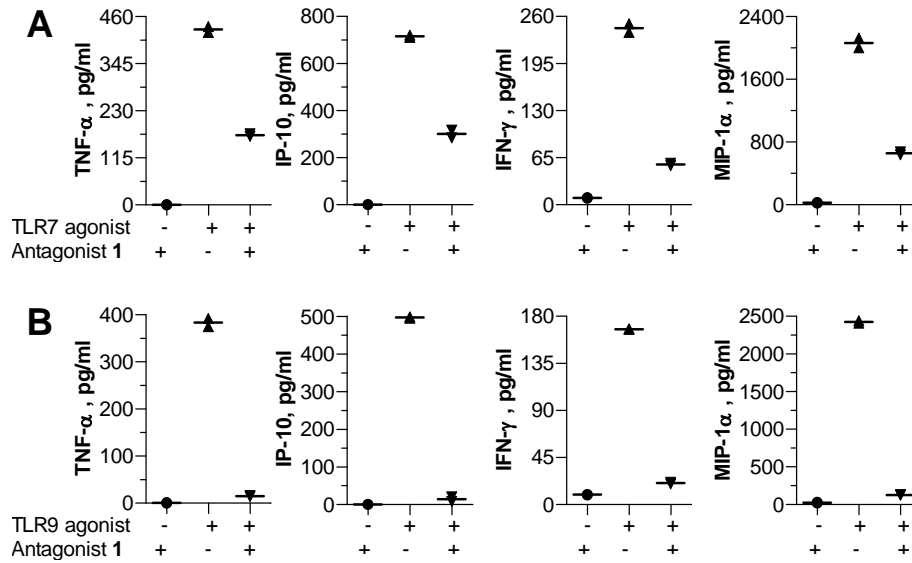 A
TNF-α , pg/ml
460
345
230
115
0
IP-10, pg/ml
800
600
400
200
0
IFN-γ , pg/ml
260
195
130
65
0
MIP-1α , pg/ml
2400
1600
800
0
TLR7 agonist - + + - + + - + + - + +
Antagonist 1 + - + + - + + - + + - +
B
TNF-α , pg/ml
400
300
200
100
0
IP-10, pg/ml
500
400
300
200
100
0
IFN-γ , pg/ml
180
135
90
45
0
MIP-1α , pg/ml
2500
2000
1500
1000
500
0
TLR9 agonist - + + - + + - + + - + +
Antagonist 1 + - + + - + + - + + - +